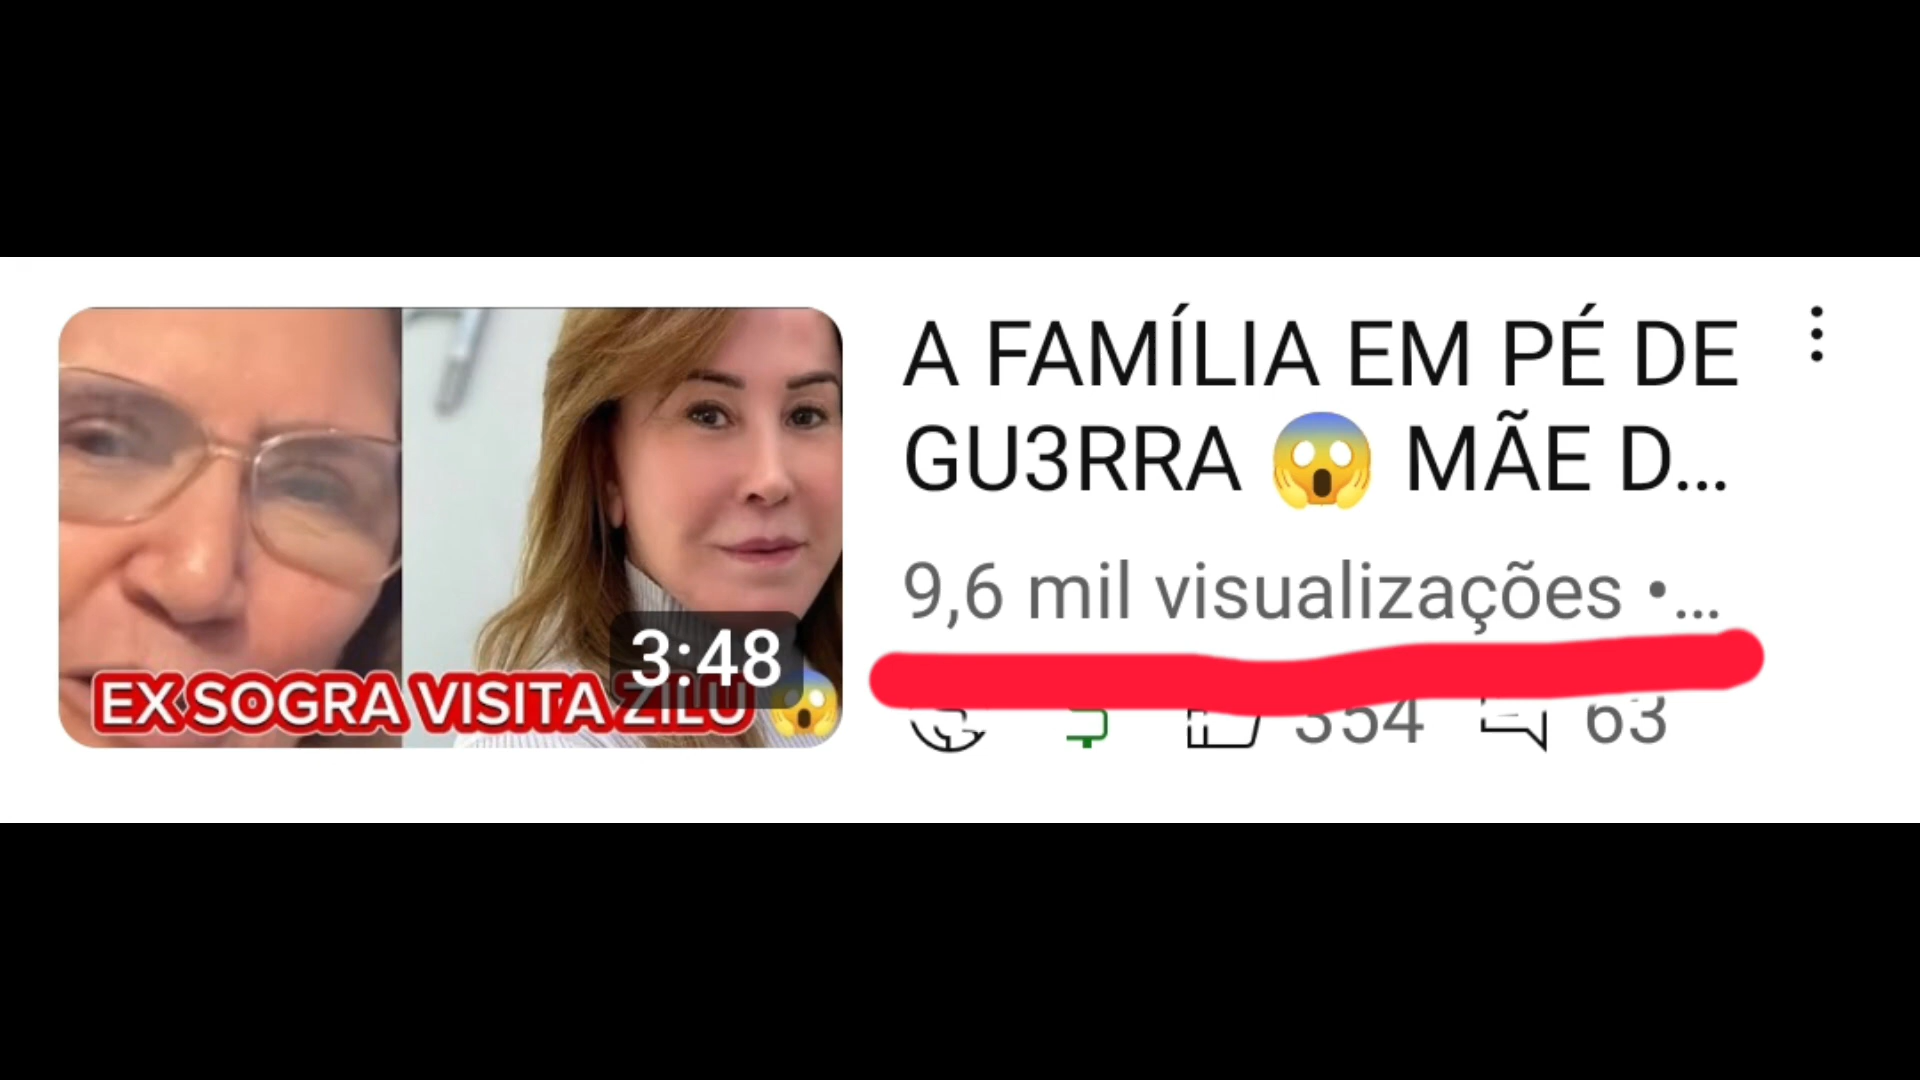 EX SOGRA VISITA ZILU 😱
3:48
A FAMÍLIA EM PÉ DE
GU3RRA 😱 MÃE D...
9,6 mil visualizações •...
354 63